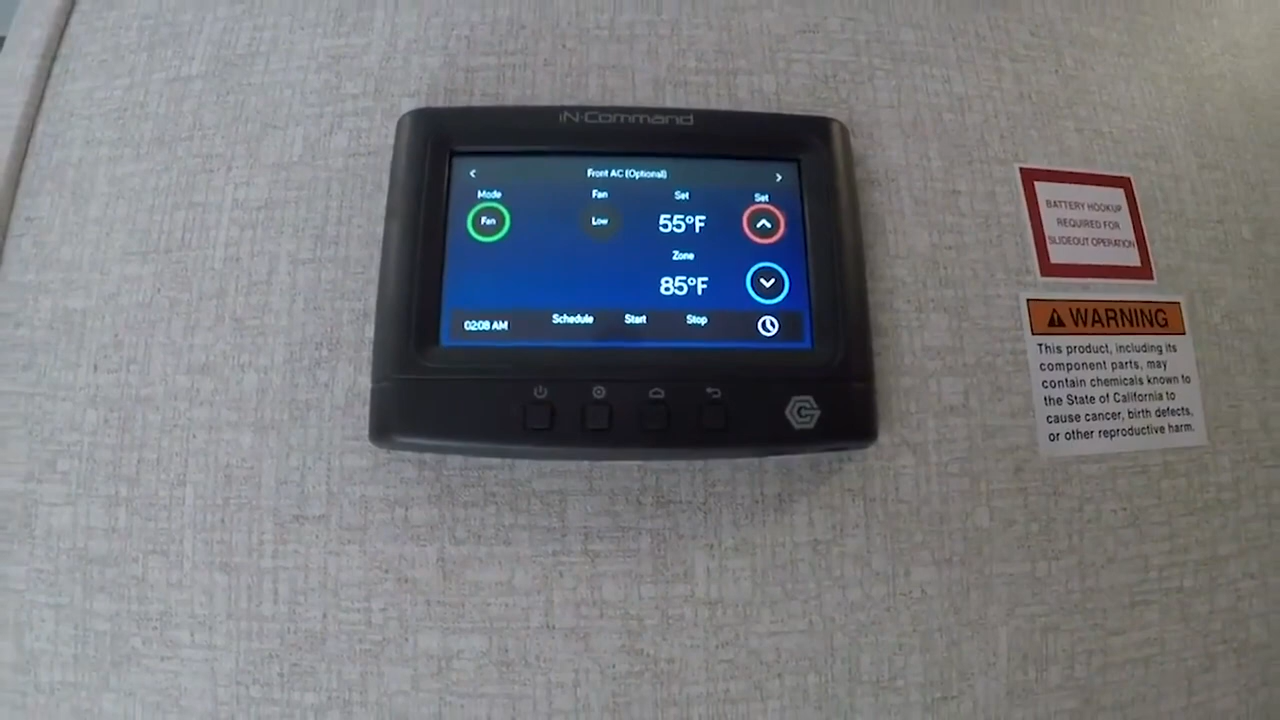 iN·Command
< Front AC (Optional) >
Mode Fan Set Set
Fan Low 55°F
Zone
85°F
02:08 AM Schedule Start Stop
BATTERY HOOKUP
REQUIRED FOR
SLIDEOUT OPERATION
WARNING
This product, including its
component parts, may
contain chemicals known to
the State of California to
cause cancer, birth defects,
or other reproductive harm.